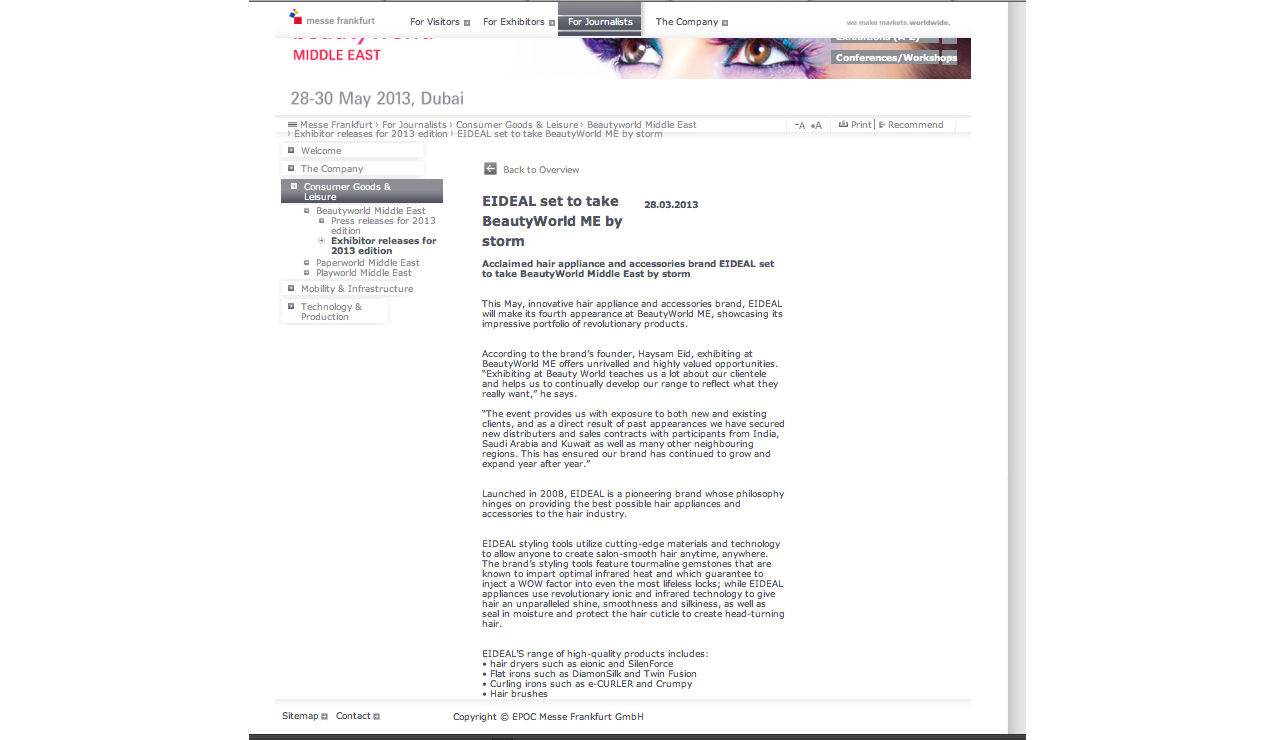 messe frankfurt
For Visitors
For Exhibitors
For Journalists
The Company
we make markets. worldwide.
MIDDLE EAST
Conferences/Workshops
28-30 May 2013, Dubai
Messe Frankfurt › For Journalists › Consumer Goods & Leisure › Beautyworld Middle East
› Exhibitor releases for 2013 edition › EIDEAL set to take BeautyWorld ME by storm
-A +A
Print
Recommend
Welcome
The Company
Consumer Goods &
Leisure
Beautyworld Middle East
Press releases for 2013
edition
Exhibitor releases for
2013 edition
Paperworld Middle East
Playworld Middle East
Mobility & Infrastructure
Technology &
Production
Back to Overview
EIDEAL set to take
BeautyWorld ME by
storm
28.03.2013
Acclaimed hair appliance and accessories brand EIDEAL set
to take BeautyWorld Middle East by storm
This May, innovative hair appliance and accessories brand, EIDEAL
will make its fourth appearance at BeautyWorld ME, showcasing its
impressive portfolio of revolutionary products.
According to the brand’s founder, Haysam Eid, exhibiting at
BeautyWorld ME offers unrivalled and highly valued opportunities.
“Exhibiting at Beauty World teaches us a lot about our clientele
and helps us to continually develop our range to reflect what they
really want,” he says.
“The event provides us with exposure to both new and existing
clients, and as a direct result of past appearances we have secured
new distributers and sales contracts with participants from India,
Saudi Arabia and Kuwait as well as many other neighbouring
regions. This has ensured our brand has continued to grow and
expand year after year.”
Launched in 2008, EIDEAL is a pioneering brand whose philosophy
hinges on providing the best possible hair appliances and
accessories to the hair industry.
EIDEAL styling tools utilize cutting-edge materials and technology
to allow anyone to create salon-smooth hair anytime, anywhere.
The brand’s styling tools feature tourmaline gemstones that are
known to impart optimal infrared heat and which guarantee to
inject a WOW factor into even the most lifeless locks; while EIDEAL
appliances use revolutionary ionic and infrared technology to give
hair an unparalleled shine, smoothness and silkiness, as well as
seal in moisture and protect the hair cuticle to create head-turning
hair.
EIDEAL’S range of high-quality products includes:
• hair dryers such as eionic and SilenForce
• Flat irons such as DiamonSilk and Twin Fusion
• Curling irons such as e-CURLER and Crumpy
• Hair brushes
Sitemap
Contact
Copyright © EPOC Messe Frankfurt GmbH